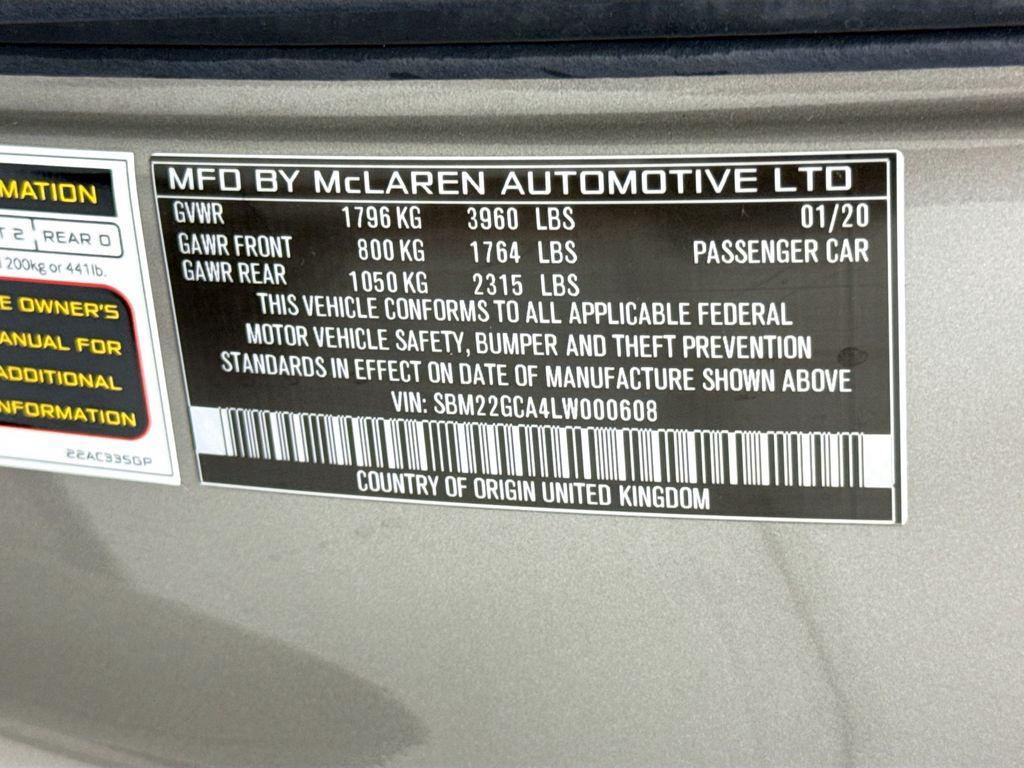 MATION
T 2 REAR 0
200kg or 441lb.
E OWNER'S
ANUAL FOR
ADDITIONAL
NFORMATION
22AC335GP
MFD BY McLAREN AUTOMOTIVE LTD
GVWR 1796 KG 3960 LBS 01/20
GAWR FRONT 800 KG 1764 LBS PASSENGER CAR
GAWR REAR 1050 KG 2315 LBS
THIS VEHICLE CONFORMS TO ALL APPLICABLE FEDERAL
MOTOR VEHICLE SAFETY, BUMPER AND THEFT PREVENTION
STANDARDS IN EFFECT ON DATE OF MANUFACTURE SHOWN ABOVE
VIN: SBM22GCA4LW000608
COUNTRY OF ORIGIN UNITED KINGDOM